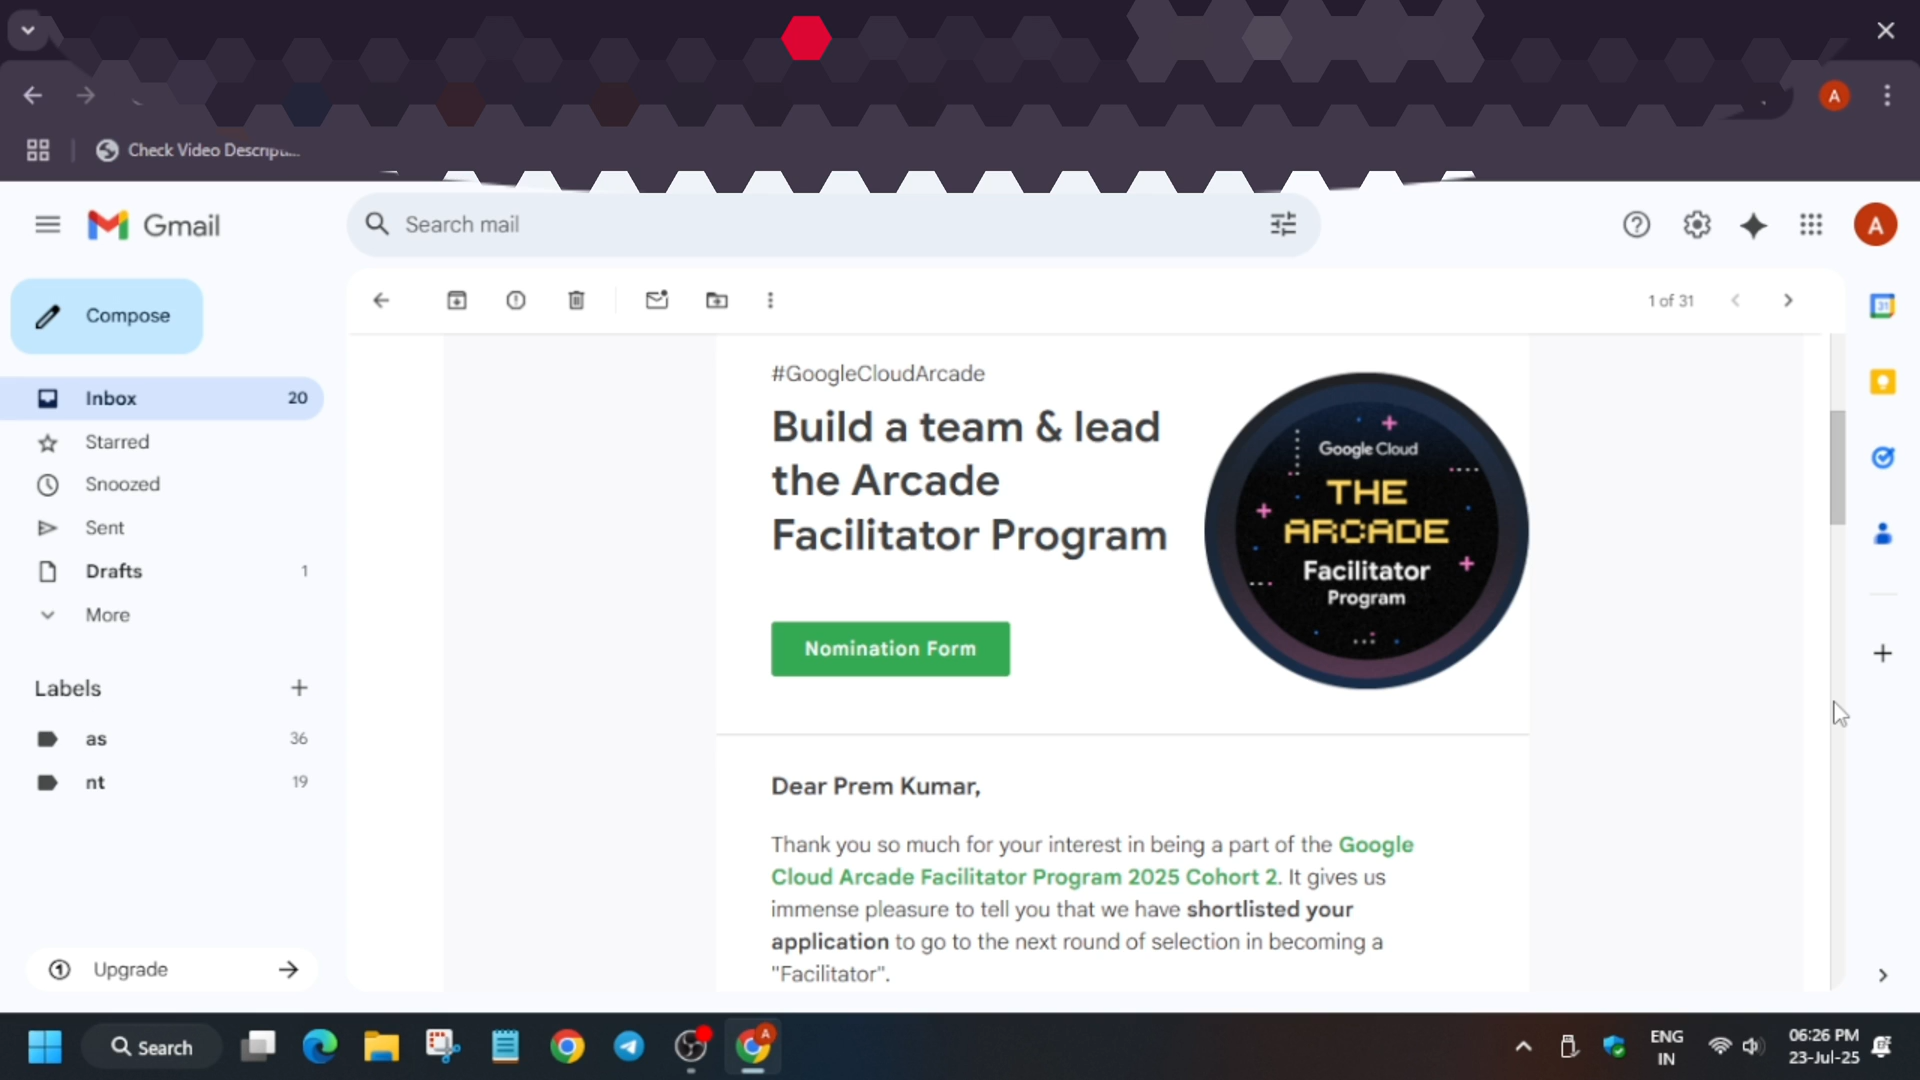 A
Check Video Descript...
Gmail
Search mail
A
Compose
1 of 31
Inbox 20
Starred
Snoozed
Sent
Drafts 1
More
Labels
as 36
nt 19
Upgrade
#GoogleCloudArcade
Build a team & lead
the Arcade
Facilitator Program
Nomination Form
Google Cloud
THE
ARCADE
Facilitator
Program
Dear Prem Kumar,
Thank you so much for your interest in being a part of the Google
Cloud Arcade Facilitator Program 2025 Cohort 2. It gives us
immense pleasure to tell you that we have shortlisted your
application to go to the next round of selection in becoming a
"Facilitator".
31
Search
A
ENG
IN
06:26 PM
23-Jul-25